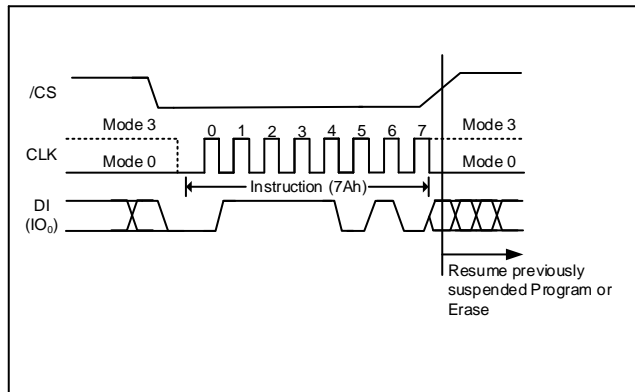 /CS
Mode 3
0 1 2 3 4 5 6 7
Mode 3
CLK
Mode 0
Mode 0
Instruction (7Ah)
DI
(IO₀)
Resume previously
suspended Program or
Erase